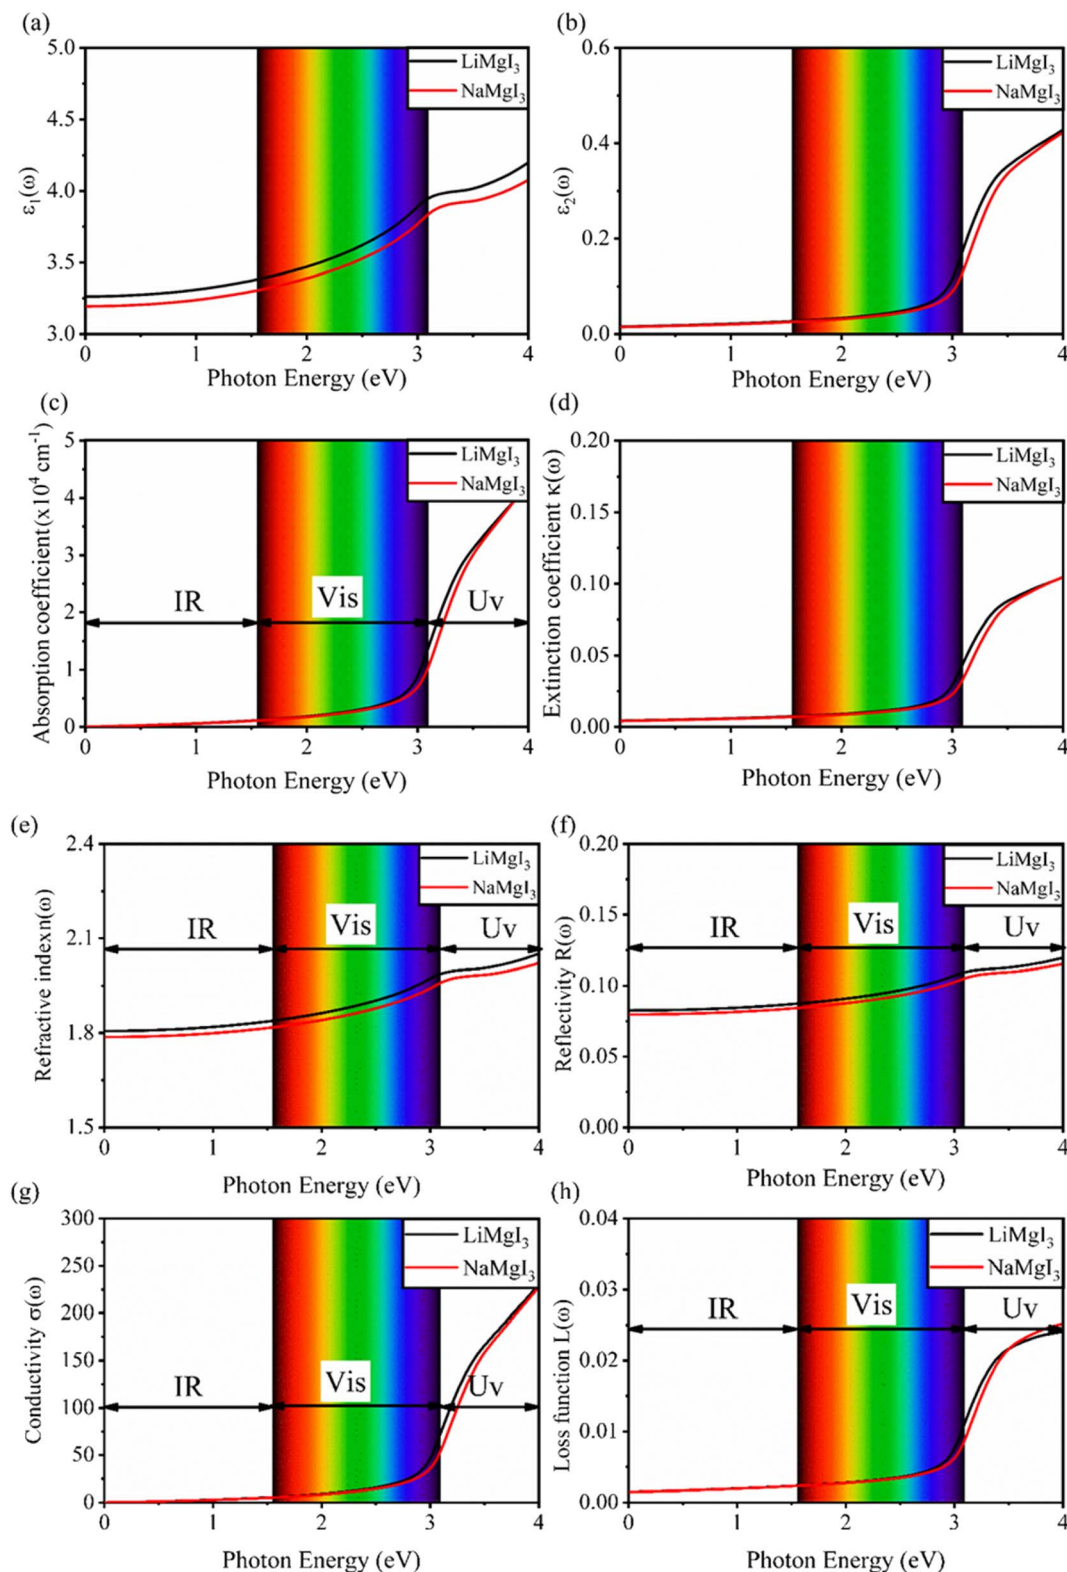 (a)
5.0
4.5
4.0
3.5
3.0
ε₁(ω)
LiMgI₃
NaMgI₃
0
1
2
3
4
Photon Energy (eV)
(b)
0.6
0.4
0.2
0.0
ε₂(ω)
LiMgI₃
NaMgI₃
0
1
2
3
4
Photon Energy (eV)
(c)
5
4
3
2
1
0
Absorption coefficient(x10⁴ cm⁻¹)
LiMgI₃
NaMgI₃
IR
Vis
Uv
0
1
2
3
4
Photon Energy (eV)
(d)
0.20
0.15
0.10
0.05
0.00
Extinction coefficient κ(ω)
LiMgI₃
NaMgI₃
0
1
2
3
4
Photon Energy (eV)
(e)
2.4
2.1
1.8
1.5
Refractive indexn(ω)
LiMgI₃
NaMgI₃
IR
Vis
Uv
0
1
2
3
4
Photon Energy (eV)
(f)
0.20
0.15
0.10
0.05
0.00
Reflectivity R(ω)
LiMgI₃
NaMgI₃
IR
Vis
Uv
0
1
2
3
4
Photon Energy (eV)
(g)
300
250
200
150
100
50
0
Conductivity σ(ω)
LiMgI₃
NaMgI₃
IR
Vis
Uv
0
1
2
3
4
Photon Energy (eV)
(h)
0.04
0.03
0.02
0.01
0.00
Loss function L(ω)
LiMgI₃
NaMgI₃
IR
Vis
Uv
0
1
2
3
4
Photon Energy (eV)